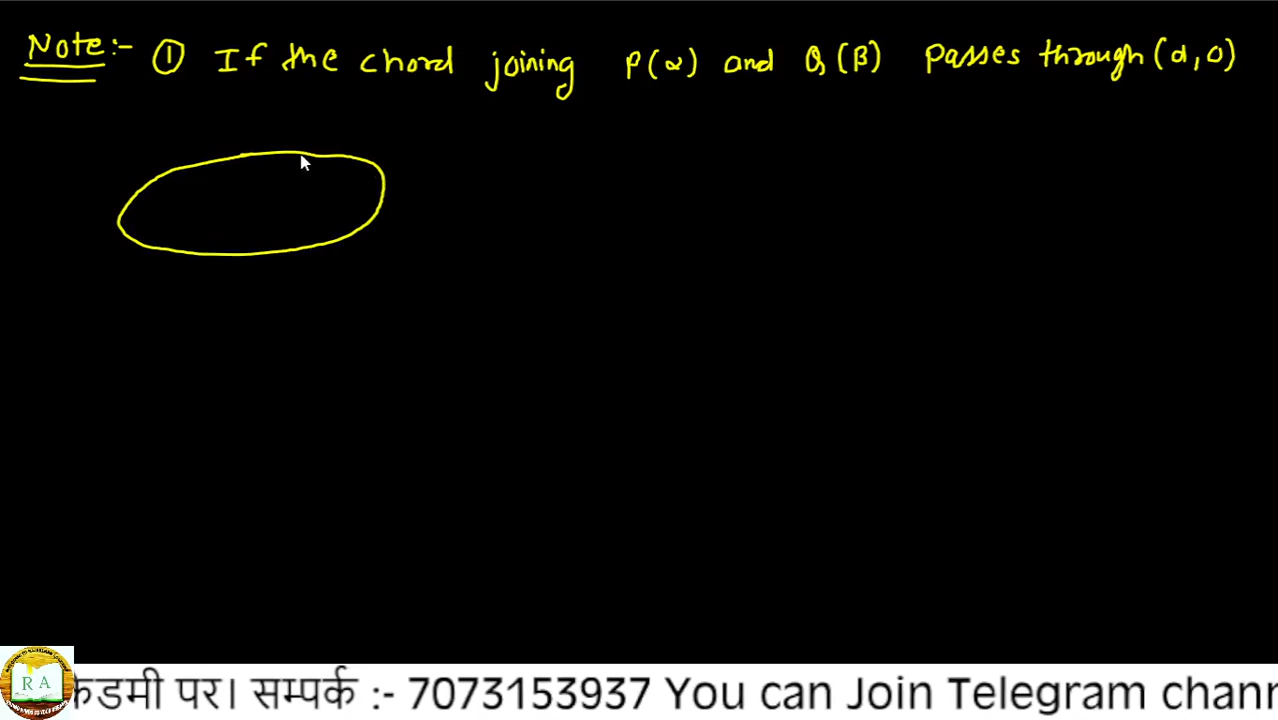 Note:- ① If the chord joining P(α) and Q(β) passes through (d,0)
R A
केडमी पर। सम्पर्क :- 7073153937 You can Join Telegram chann